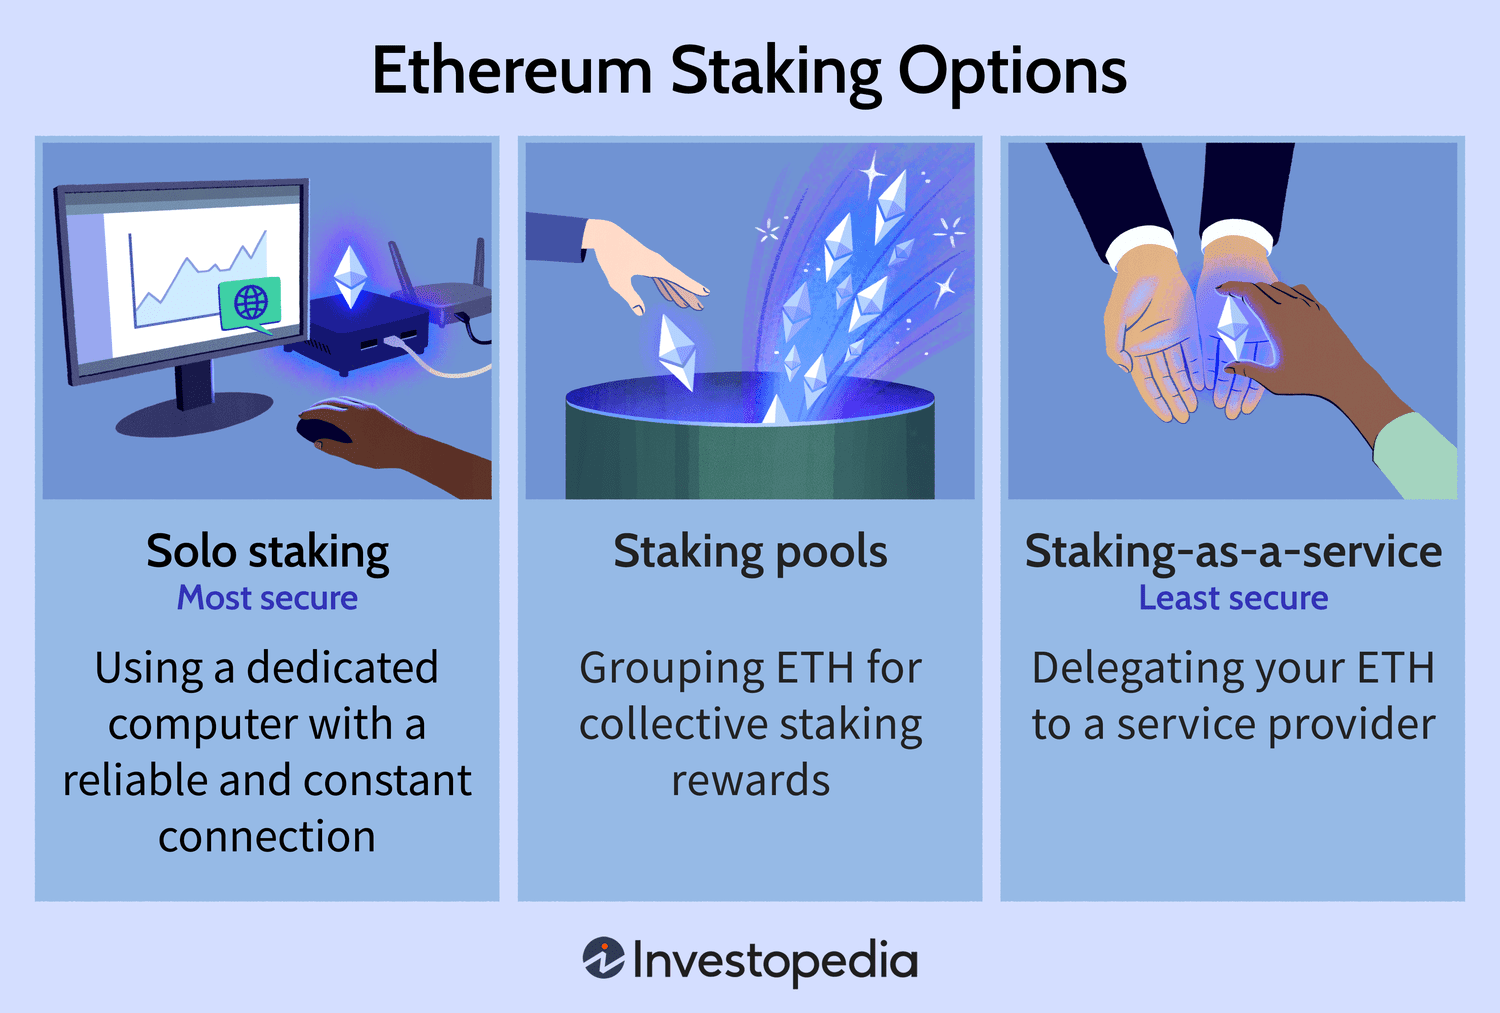 Ethereum Staking Options
Solo staking
Most secure
Using a dedicated
computer with a
reliable and constant
connection
Staking pools
Grouping ETH for
collective staking
rewards
Staking-as-a-service
Least secure
Delegating your ETH
to a service provider
Investopedia